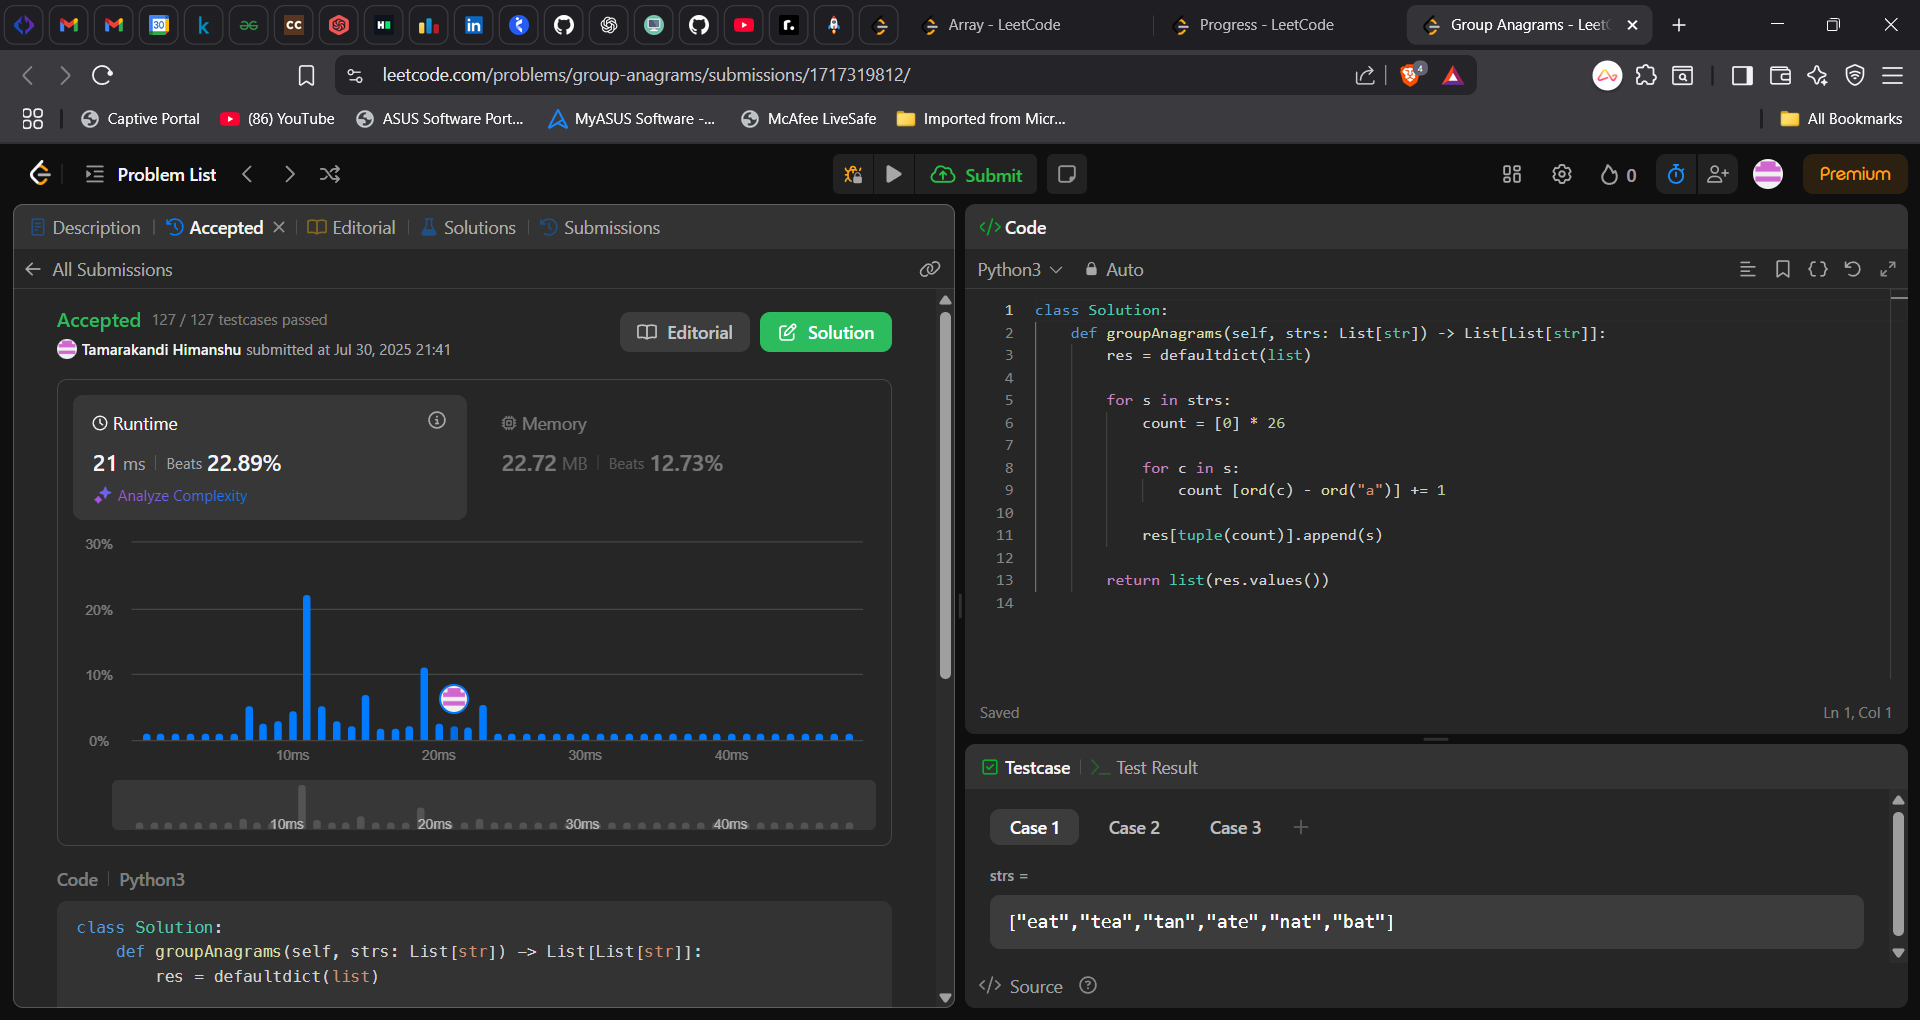 30
k
CC
H
in
r.
Array - LeetCode
Progress - LeetCode
Group Anagrams - LeetC
leetcode.com/problems/group-anagrams/submissions/1717319812/
4
Captive Portal
(86) YouTube
ASUS Software Port...
MyASUS Software -...
McAfee LiveSafe
Imported from Micr...
All Bookmarks
Problem List
Submit
0
Premium
Description
Accepted
Editorial
Solutions
Submissions
All Submissions
Accepted 127 / 127 testcases passed
Tamarakandi Himanshu submitted at Jul 30, 2025 21:41
Editorial
Solution
Runtime
21 ms Beats 22.89%
Analyze Complexity
Memory
22.72 MB Beats 12.73%
30%
20%
10%
0%
10ms 20ms 30ms 40ms
10ms 20ms 30ms 40ms
Code Python3
class Solution:
def groupAnagrams(self, strs: List[str]) -> List[List[str]]:
res = defaultdict(list)
</> Code
Python3 Auto
1 class Solution:
2 def groupAnagrams(self, strs: List[str]) -> List[List[str]]:
3 res = defaultdict(list)
4
5 for s in strs:
6 count = [0] * 26
7
8 for c in s:
9 count [ord(c) - ord("a")] += 1
10
11 res[tuple(count)].append(s)
12
13 return list(res.values())
14
Saved
Ln 1, Col 1
Testcase
>_ Test Result
Case 1 Case 2 Case 3 +
strs =
["eat","tea","tan","ate","nat","bat"]
</> Source ?